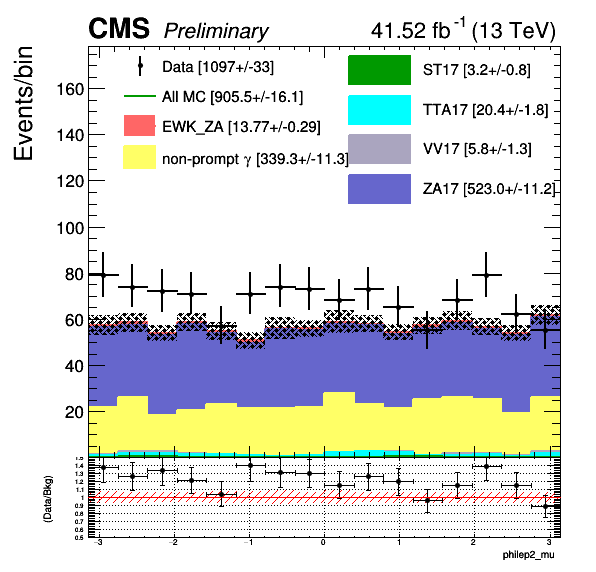 CMS Preliminary 41.52 fb⁻¹ (13 TeV)
Events/bin
160
140
120
100
80
60
40
20
Data [1097+/-33]
All MC [905.5+/-16.1]
EWK_ZA [13.77+/-0.29]
non-prompt γ [339.3+/-11.3]
ST17 [3.2+/-0.8]
TTA17 [20.4+/-1.8]
VV17 [5.8+/-1.3]
ZA17 [523.0+/-11.2]
(Data/Bkg)
1.5
1.4
1.3
1.2
1.1
1
0.9
0.8
0.7
0.6
0.5
−3 −2 −1 0 1 2 3
philep2_mu